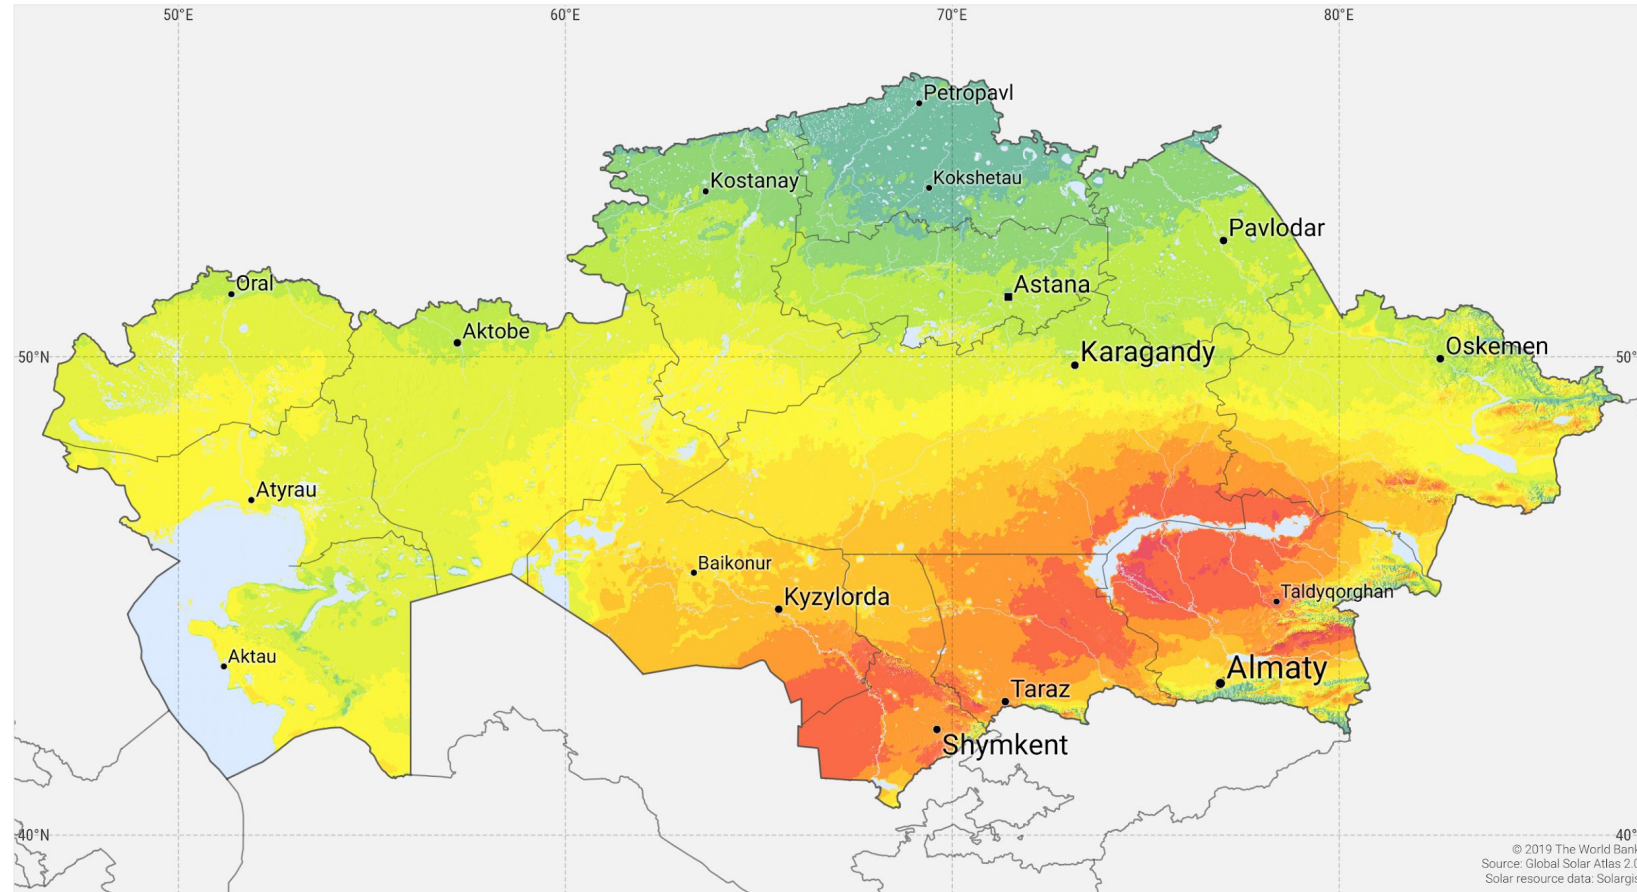 50°E
60°E
70°E
80°E
Petropavl
Kostanay
Kokshetau
Pavlodar
Oral
Astana
Aktobe
50°N
Karagandy
Oskemen
50°
Atyrau
Baikonur
Kyzylorda
Taldyqorghan
Aktau
Almaty
Taraz
Shymkent
40°N
40°
© 2019 The World Bank
Source: Global Solar Atlas 2.0
Solar resource data: Solargis